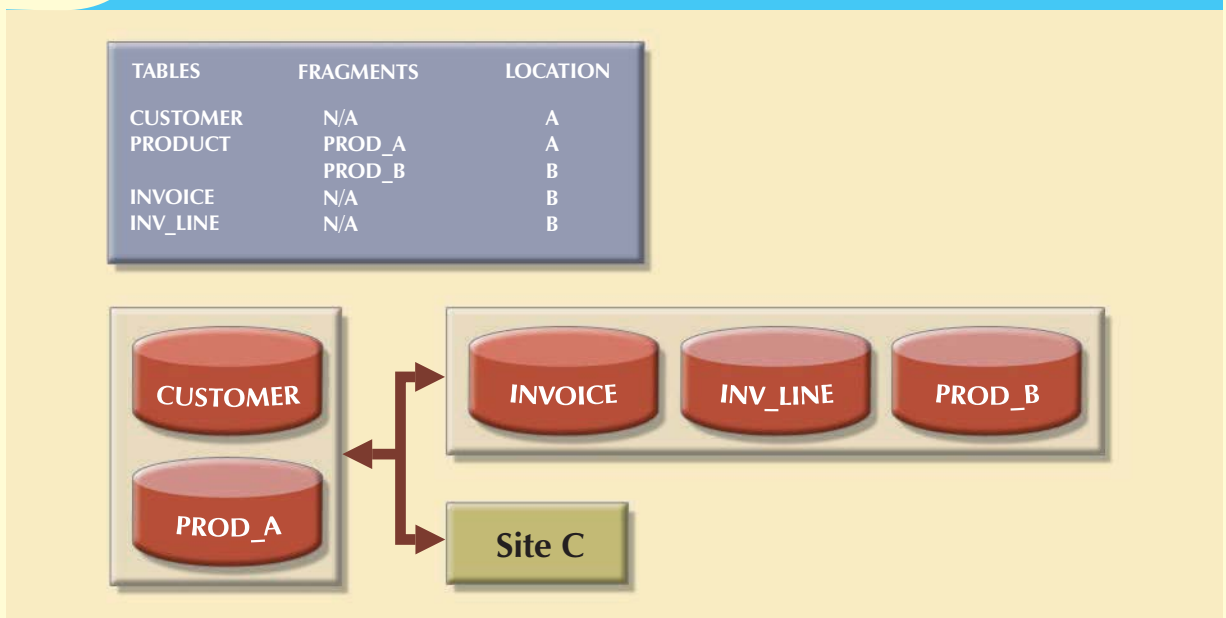 TABLES FRAGMENTS LOCATION
CUSTOMER N/A A
PRODUCT PROD_A A
PROD_B B
INVOICE N/A B
INV_LINE N/A B
CUSTOMER
PROD_A
INVOICE INV_LINE PROD_B
Site C